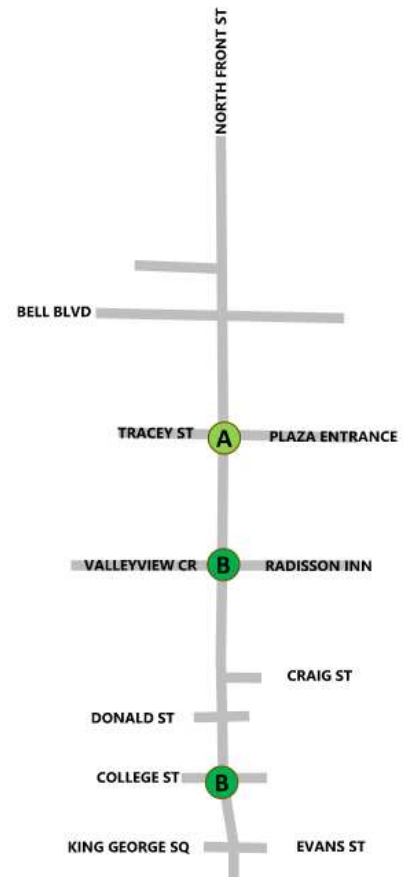 NORTH FRONT ST
BELL BLVD
TRACEY ST
A
PLAZA ENTRANCE
VALLEYVIEW CR
B
RADISSON INN
CRAIG ST
DONALD ST
COLLEGE ST
B
KING GEORGE SQ
EVANS ST